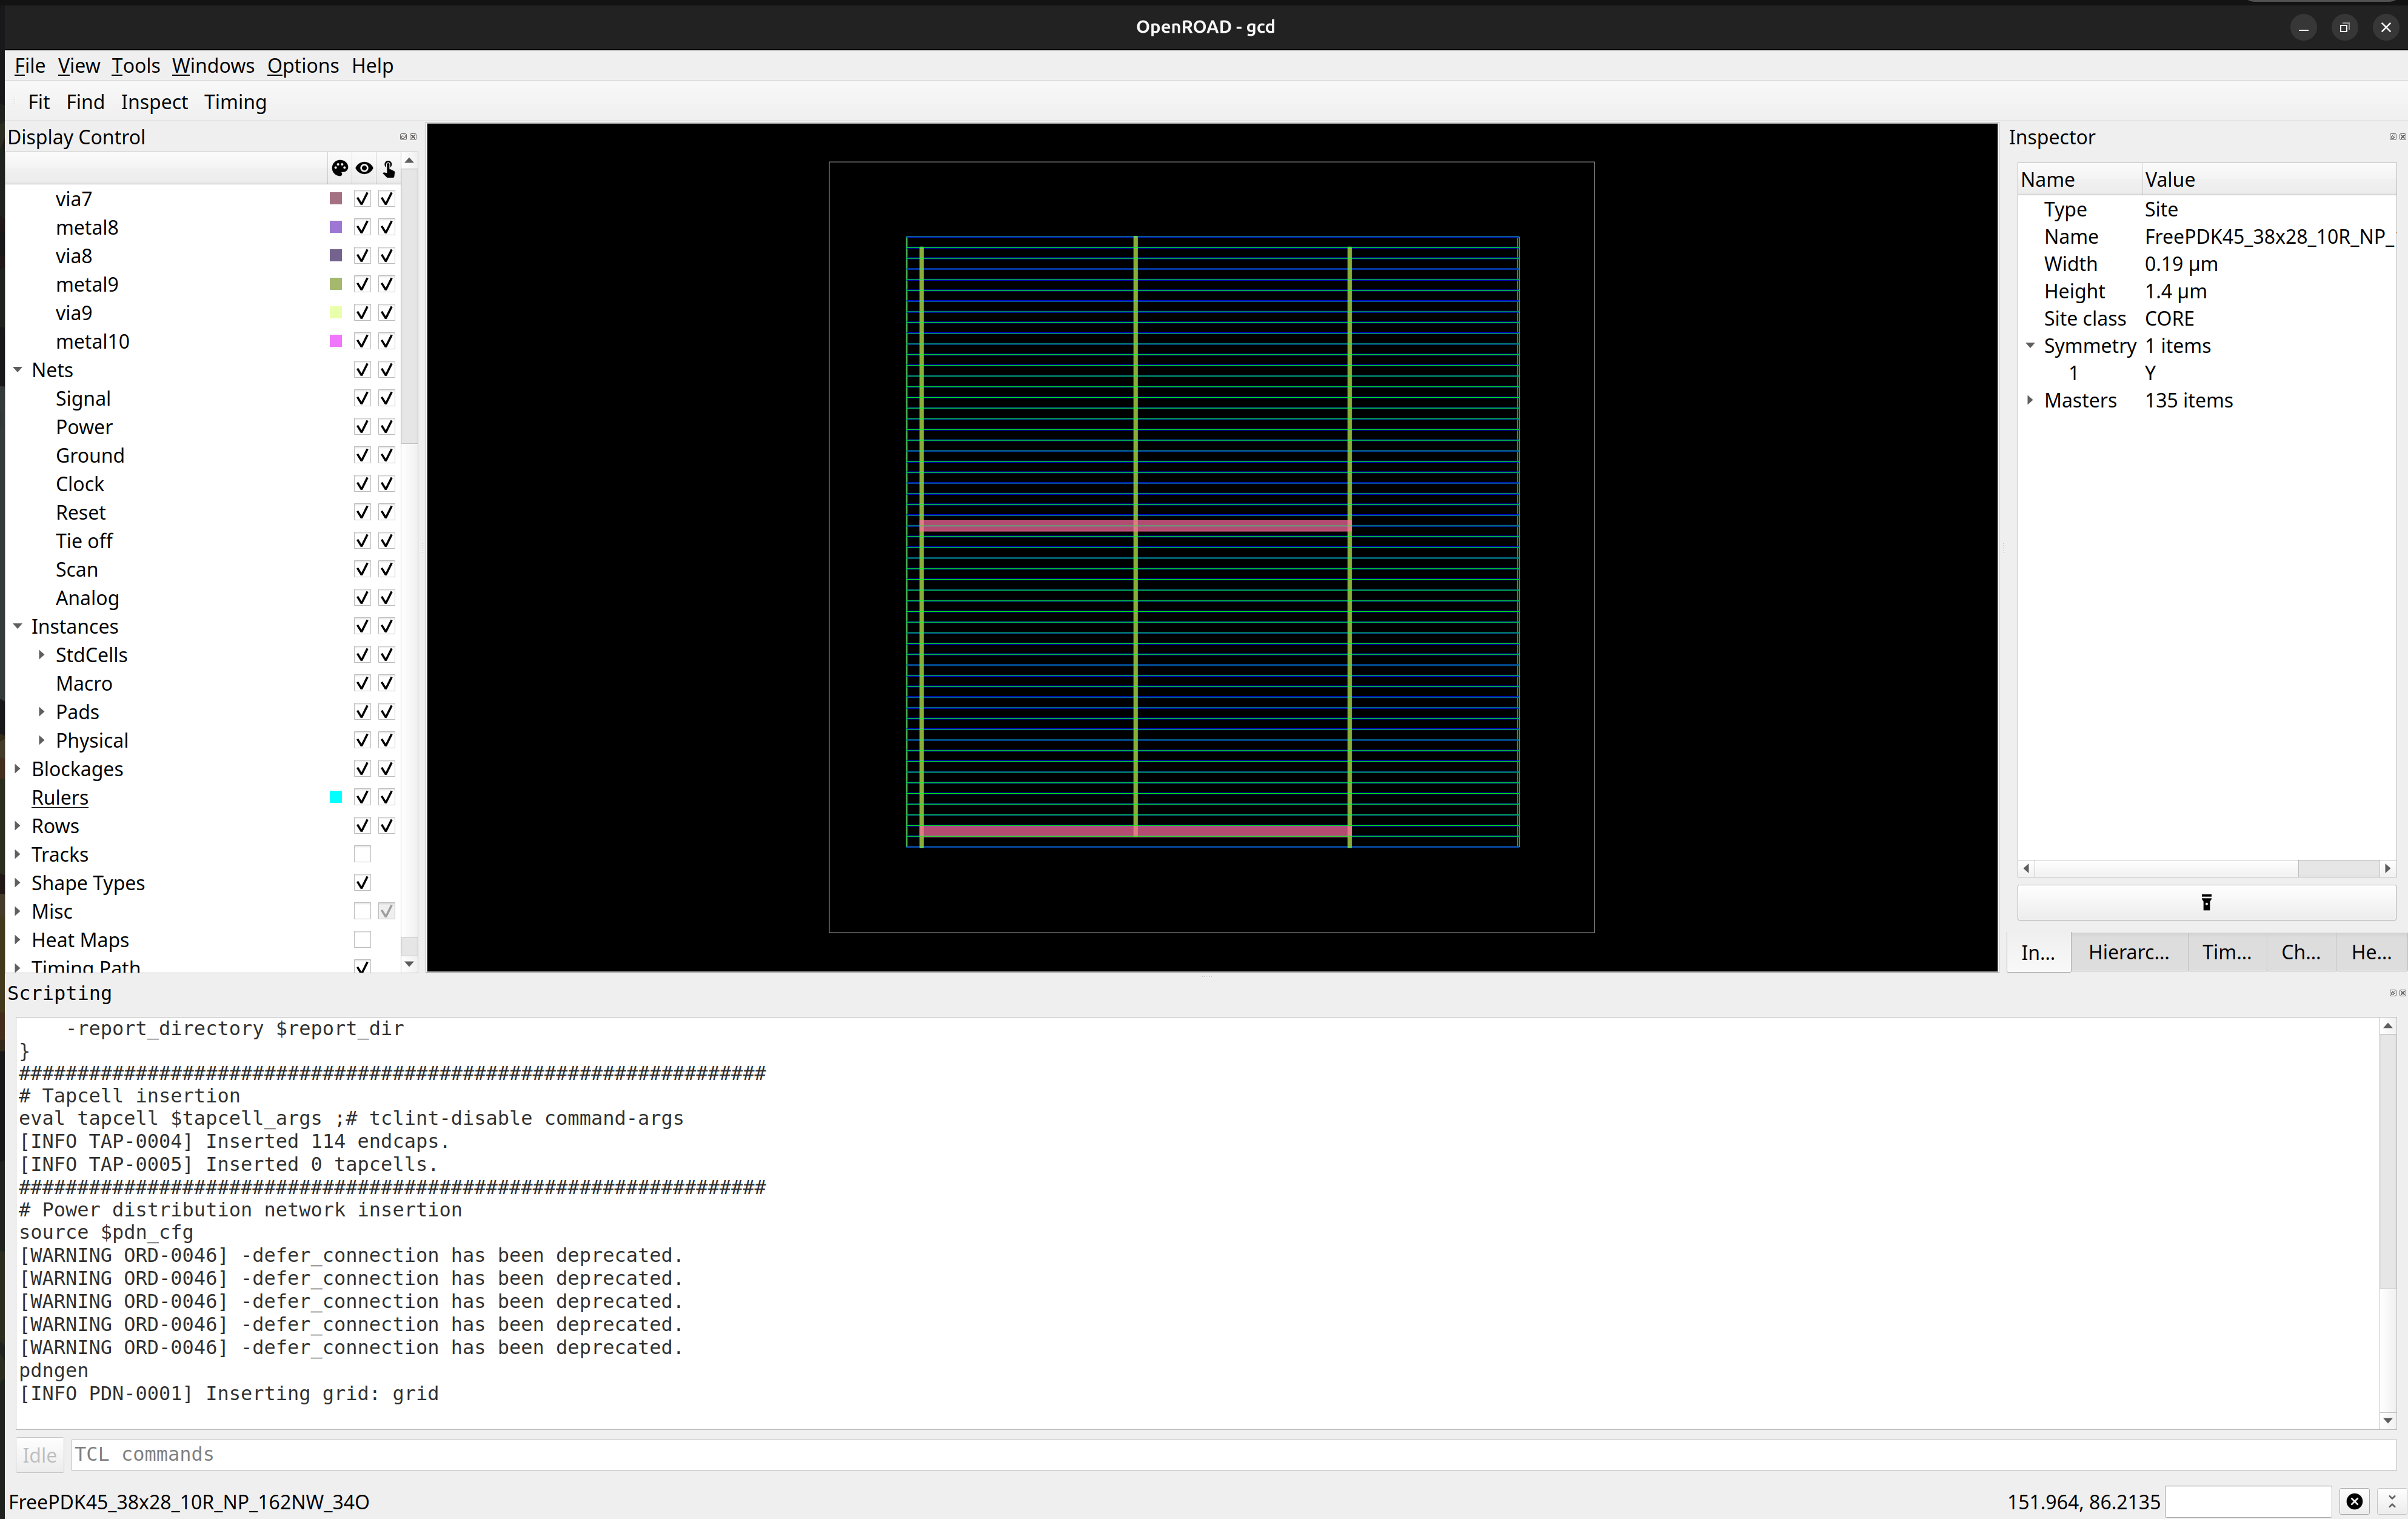 OpenROAD - gcd
File View Tools Windows Options Help
Fit Find Inspect Timing
Display Control
via7
metal8
via8
metal9
via9
metal10
Nets
Signal
Power
Ground
Clock
Reset
Tie off
Scan
Analog
Instances
StdCells
Macro
Pads
Physical
Blockages
Rulers
Rows
Tracks
Shape Types
Misc
Heat Maps
Timing Path
Inspector
Name Value
Type Site
Name FreePDK45_38x28_10R_NP_
Width 0.19 μm
Height 1.4 μm
Site class CORE
Symmetry 1 items
1 Y
Masters 135 items
In... Hierarc... Tim... Ch... He...
Scripting
-report_directory $report_dir
}
################################################################
# Tapcell insertion
eval tapcell $tapcell_args ;# tclint-disable command-args
[INFO TAP-0004] Inserted 114 endcaps.
[INFO TAP-0005] Inserted 0 tapcells.
################################################################
# Power distribution network insertion
source $pdn_cfg
[WARNING ORD-0046] -defer_connection has been deprecated.
[WARNING ORD-0046] -defer_connection has been deprecated.
[WARNING ORD-0046] -defer_connection has been deprecated.
[WARNING ORD-0046] -defer_connection has been deprecated.
[WARNING ORD-0046] -defer_connection has been deprecated.
pdngen
[INFO PDN-0001] Inserting grid: grid
Idle TCL commands
FreePDK45_38x28_10R_NP_162NW_34O 151.964, 86.2135